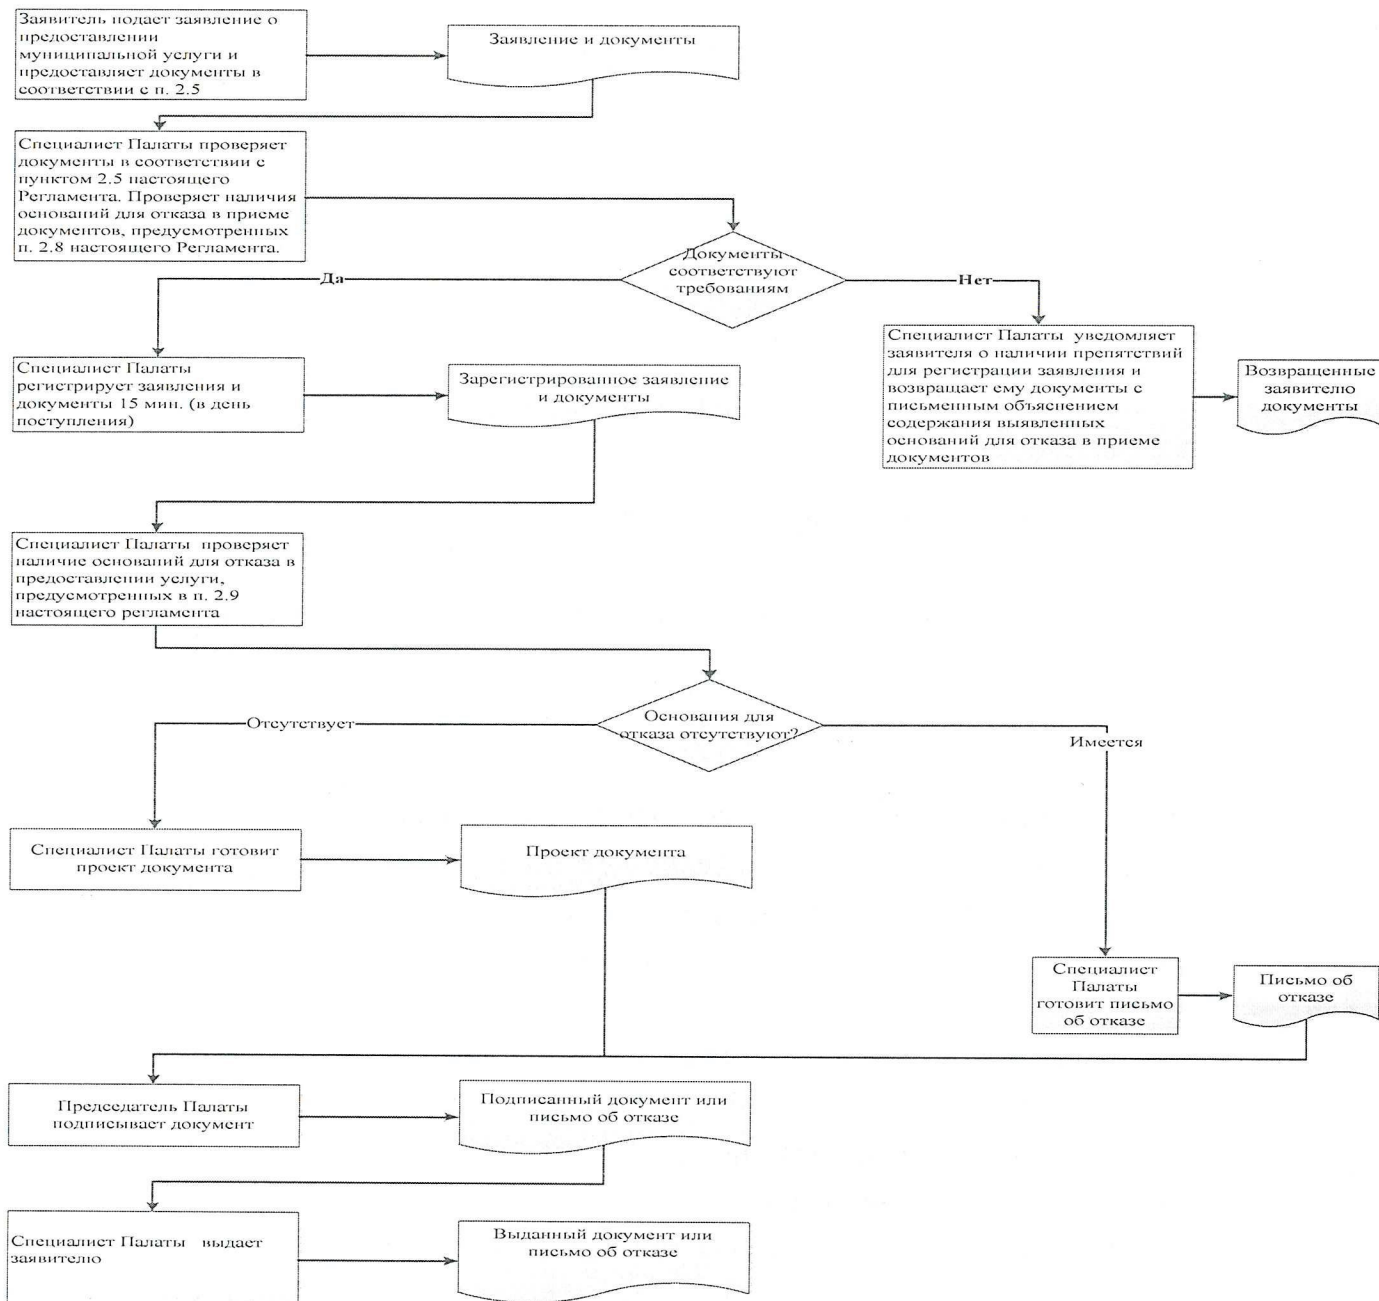 Заявитель подает заявление о
предоставлении
муниципальной услуги и
предоставляет документы в
соответствии с п. 2.5
Заявление и документы
Специалист Палаты проверяет
документы в соответствии с
пунктом 2.5 настоящего
Регламента. Проверяет наличия
оснований для отказа в приеме
документов, предусмотренных
п. 2.8 настоящего Регламента.
Документы
соответствуют
требованиям
Да
Нет
Специалист Палаты
регистрирует заявления и
документы 15 мин. (в день
поступления)
Зарегистрированное заявление
и документы
Специалист Палаты уведомляет
заявителя о наличии препятствий
для регистрации заявления и
возвращает ему документы с
письменным объяснением
содержания выявленных
оснований для отказа в приеме
документов
Возвращенные
заявителю
документы
Специалист Палаты проверяет
наличие оснований для отказа в
предоставлении услуги,
предусмотренных в п. 2.9
настоящего регламента
Основания для
отказа отсутствуют?
Отсутствует
Имеется
Специалист Палаты готовит
проект документа
Проект документа
Специалист
Палаты
готовит письмо
об отказе
Письмо об
отказе
Председатель Палаты
подписывает документ
Подписанный документ или
письмо об отказе
Специалист Палаты выдает
заявителю
Выданный документ или
письмо об отказе